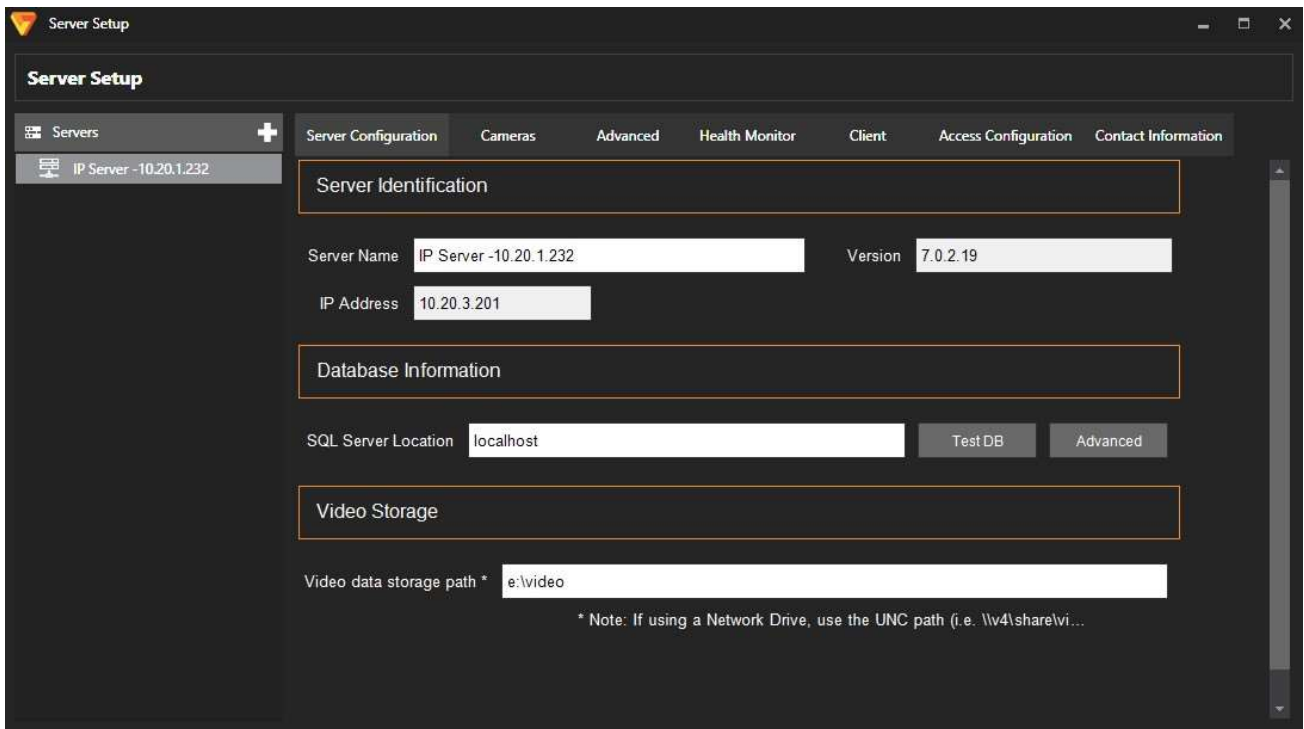 Server Setup
Server Setup
Servers
IP Server -10.20.1.232
Server Configuration Cameras Advanced Health Monitor Client Access Configuration Contact Information
Server Identification
Server Name IP Server -10.20.1.232 Version 7.0.2.19
IP Address 10.20.3.201
Database Information
SQL Server Location localhost Test DB Advanced
Video Storage
Video data storage path * e:\video
* Note: If using a Network Drive, use the UNC path (i.e. \\v4\share\vi...